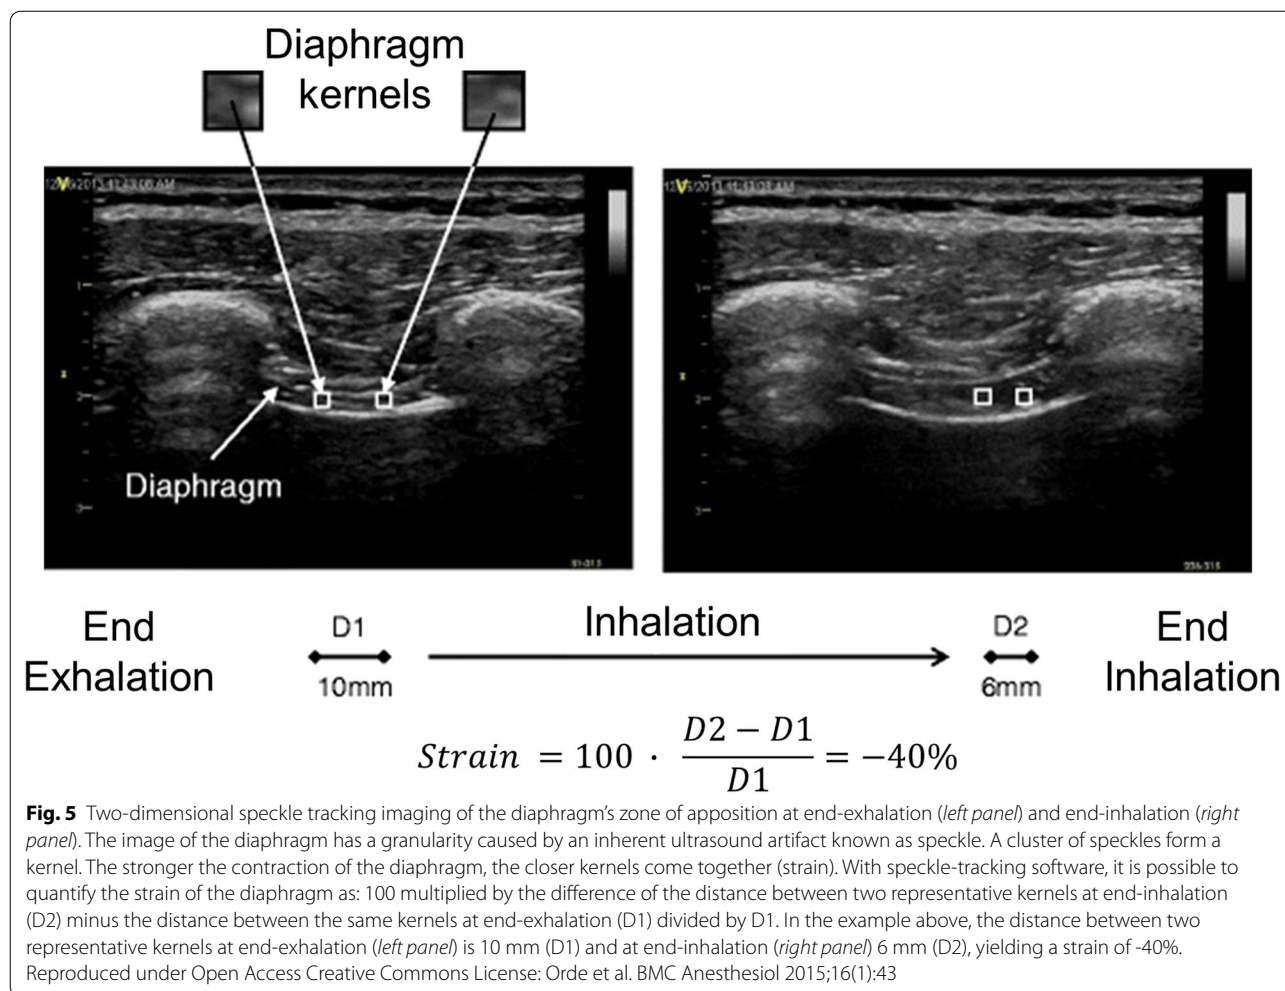 Diaphragm
kernels
V
V
1
2
3
1
2
3
Diaphragm
End
Exhalation
D1
10mm
Inhalation
D2
6mm
End
Inhalation
Strain = 100 · (D2 − D1)/D1 = −40%
Fig. 5 Two-dimensional speckle tracking imaging of the diaphragm's zone of apposition at end-exhalation (left panel) and end-inhalation (right
panel). The image of the diaphragm has a granularity caused by an inherent ultrasound artifact known as speckle. A cluster of speckles form a
kernel. The stronger the contraction of the diaphragm, the closer kernels come together (strain). With speckle-tracking software, it is possible to
quantify the strain of the diaphragm as: 100 multiplied by the difference of the distance between two representative kernels at end-inhalation
(D2) minus the distance between the same kernels at end-exhalation (D1) divided by D1. In the example above, the distance between two
representative kernels at end-exhalation (left panel) is 10 mm (D1) and at end-inhalation (right panel) 6 mm (D2), yielding a strain of -40%.
Reproduced under Open Access Creative Commons License: Orde et al. BMC Anesthesiol 2015;16(1):43